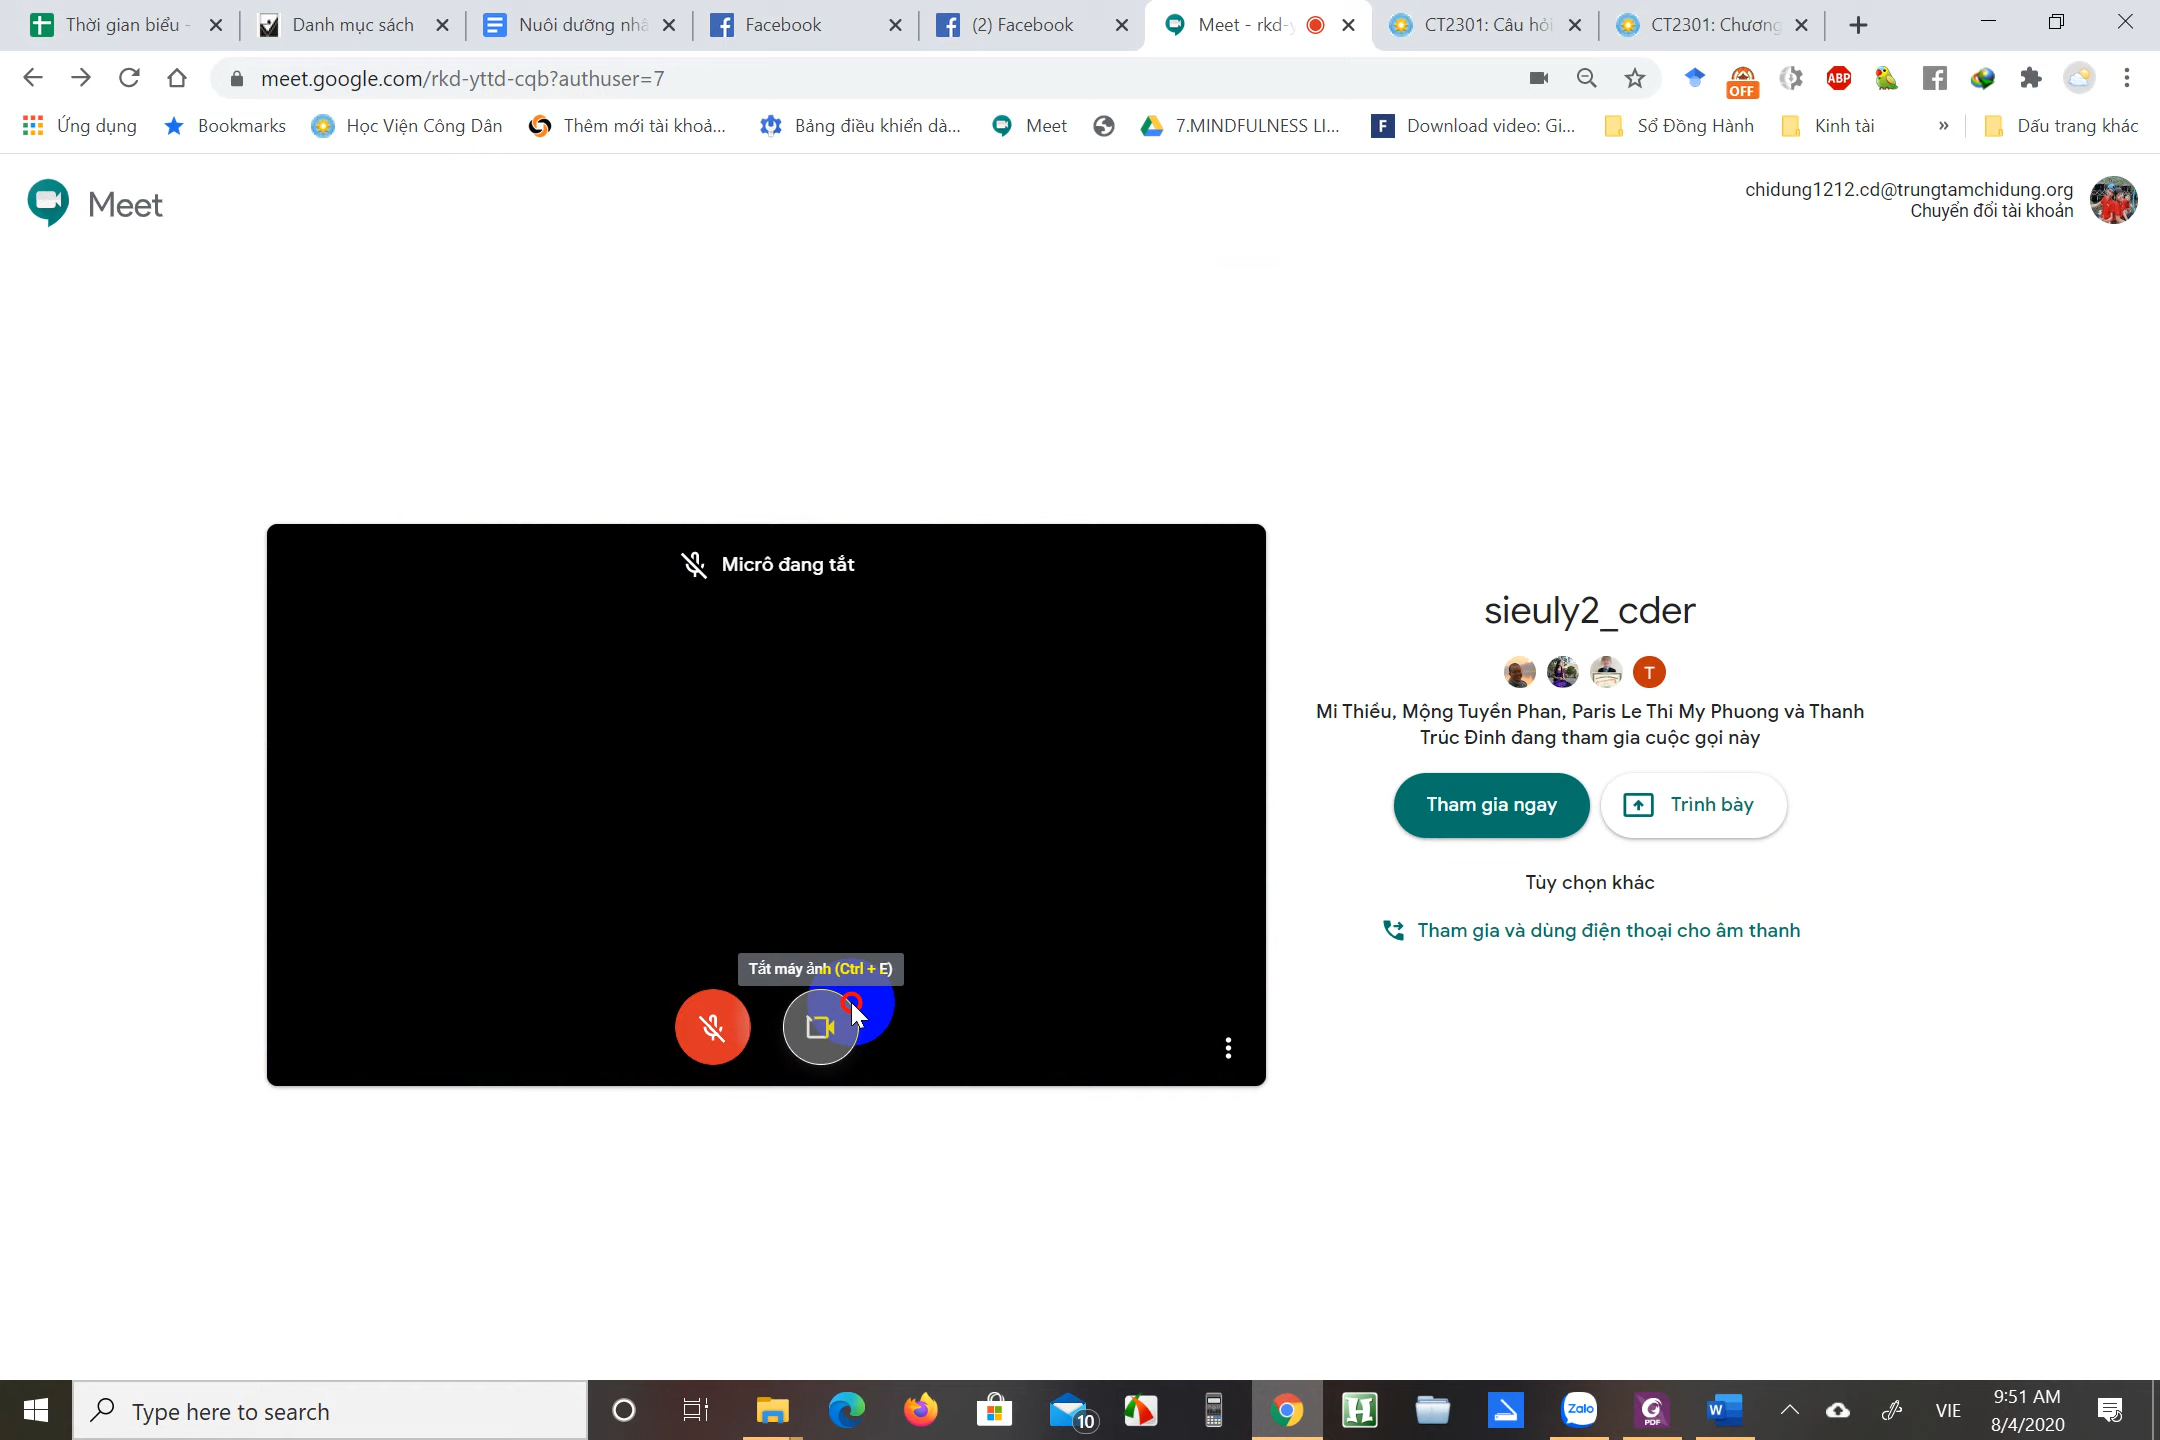 Thời gian biểu -
Danh mục sách
Nuôi dưỡng nhâ
Facebook
(2) Facebook
Meet - rkd-y
CT2301: Câu hỏi
CT2301: Chương
meet.google.com/rkd-yttd-cqb?authuser=7
OFF
ABP
Ứng dụng
Bookmarks
Học Viện Công Dân
Thêm mới tài khoả...
Bảng điều khiển dà...
Meet
7.MINDFULNESS LI...
F
Download video: Gi...
Sổ Đồng Hành
Kinh tài
»
Dấu trang khác
Meet
chidung1212.cd@trungtamchidung.org
Chuyển đổi tài khoản
Micrô đang tắt
sieuly2_cder
T
Mi Thiều, Mộng Tuyền Phan, Paris Le Thi My Phuong và Thanh
Trúc Đinh đang tham gia cuộc gọi này
Tham gia ngay
Trình bày
Tùy chọn khác
Tham gia và dùng điện thoại cho âm thanh
Tắt máy ảnh (Ctrl + E)
Type here to search
10
Zalo
PDF
W
VIE
9:51 AM
8/4/2020